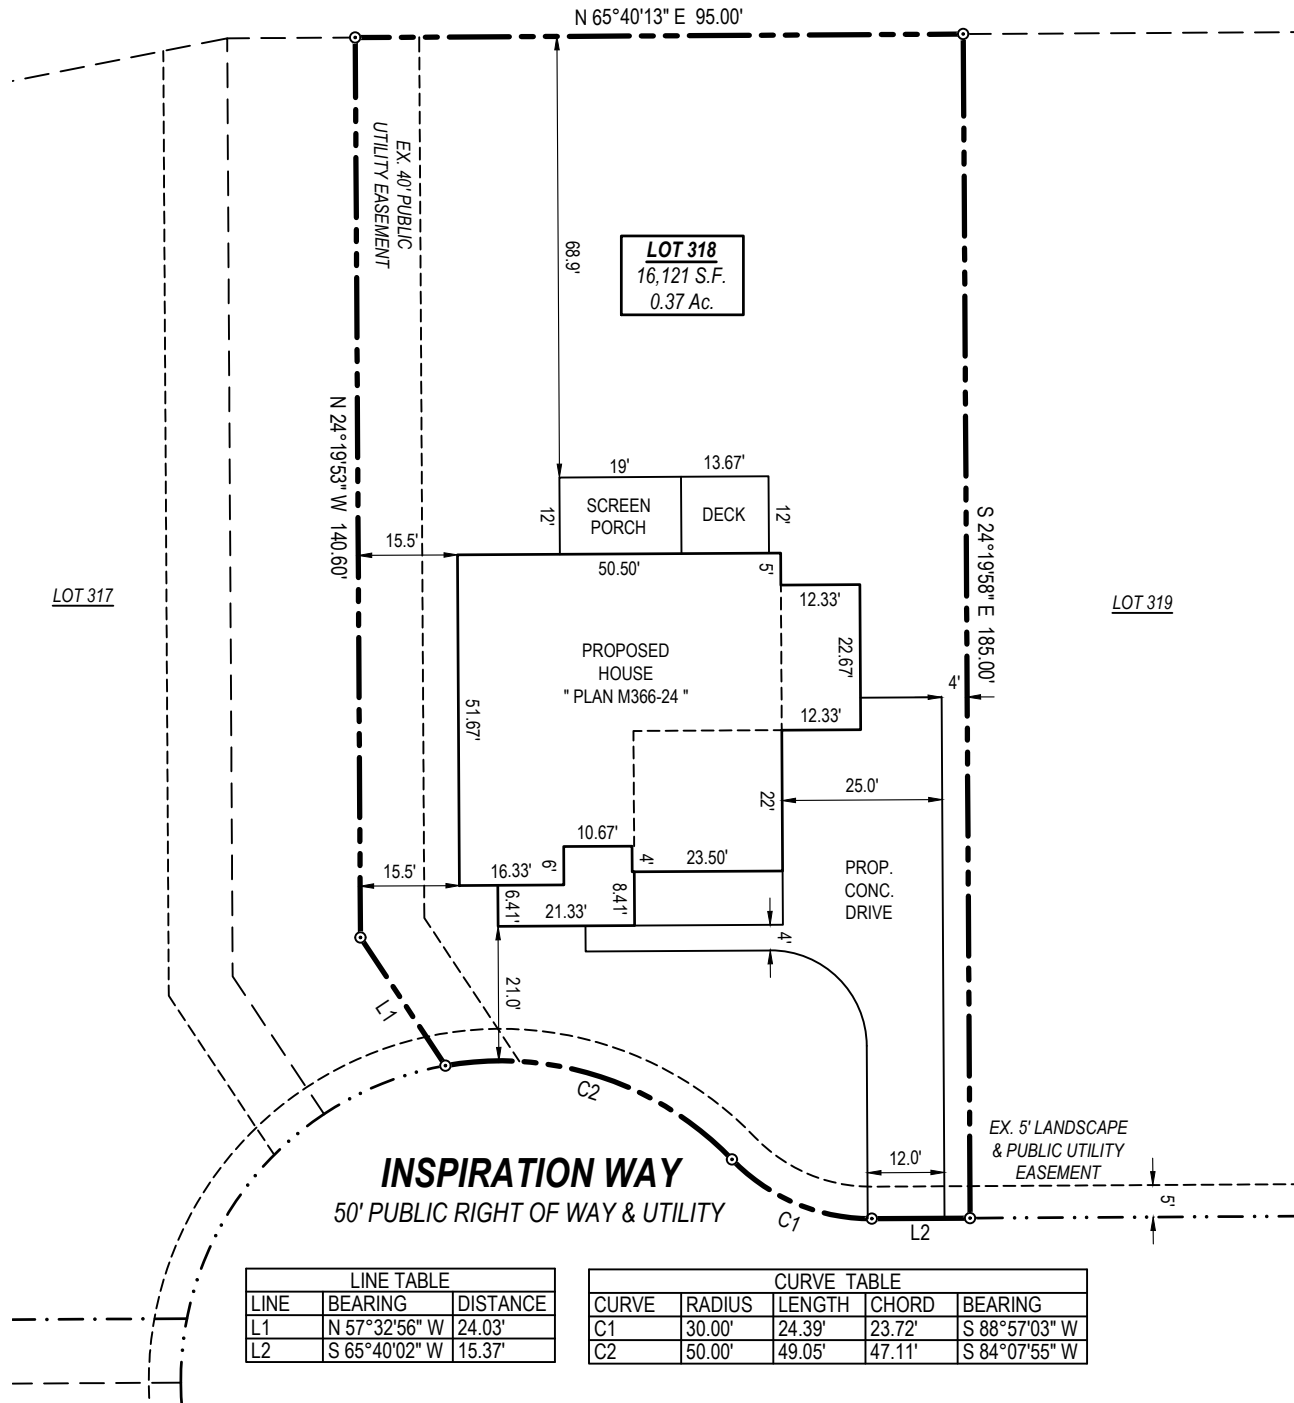 N 65°40'13" E 95.00'
EX. 40' PUBLIC
UTILITY EASEMENT
68.9'
LOT 318
16,121 S.F.
0.37 Ac.
N 24°19'53" W 140.60'
S 24°19'58" E 185.00'
19'
13.67'
12'
SCREEN
PORCH
DECK
12'
15.5'
50.50'
5'
LOT 317
12.33'
LOT 319
PROPOSED
HOUSE
" PLAN M366-24 "
22.67'
4'
51.67'
12.33'
25.0'
22'
10.67'
15.5'
16.33'
6'
4'
23.50'
PROP.
CONC.
DRIVE
6.41'
21.33'
8.41'
4'
21.0'
L1
C2
EX. 5' LANDSCAPE
& PUBLIC UTILITY
EASEMENT
12.0'
INSPIRATION WAY
50' PUBLIC RIGHT OF WAY & UTILITY
C1
L2
5'
LINE TABLE
LINE BEARING DISTANCE
L1 N 57°32'56" W 24.03'
L2 S 65°40'02" W 15.37'
CURVE TABLE
CURVE RADIUS LENGTH CHORD BEARING
C1 30.00' 24.39' 23.72' S 88°57'03" W
C2 50.00' 49.05' 47.11' S 84°07'55" W